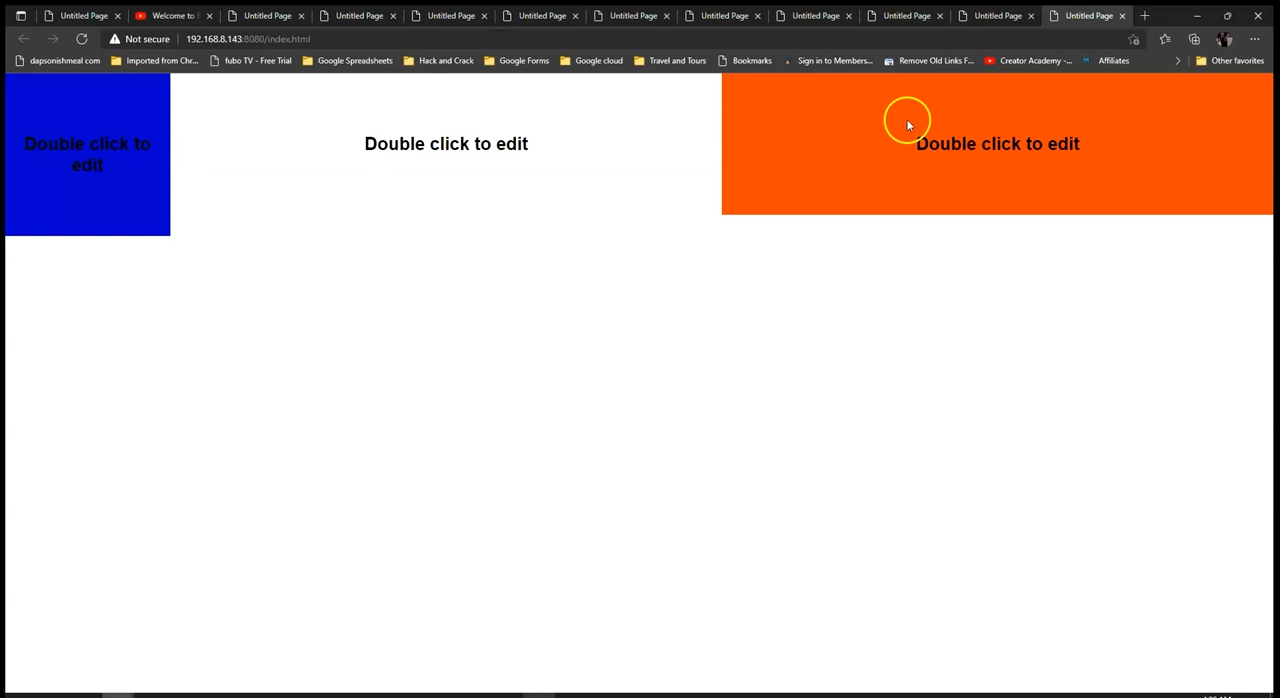 Untitled Page
Welcome to
Untitled Page
Untitled Page
Untitled Page
Untitled Page
Untitled Page
Untitled Page
Untitled Page
Untitled Page
Untitled Page
Untitled Page
Not secure
192.168.8.143:8080/index.html
dapsonishmeal.com
Imported from Chr...
fubo TV - Free Trial
Google Spreadsheets
Hack and Crack
Google Forms
Google cloud
Travel and Tours
Bookmarks
Sign in to Members...
Remove Old Links F...
Creator Academy -...
Affiliates
Other favorites
Double click to
edit
Double click to edit
Double click to edit